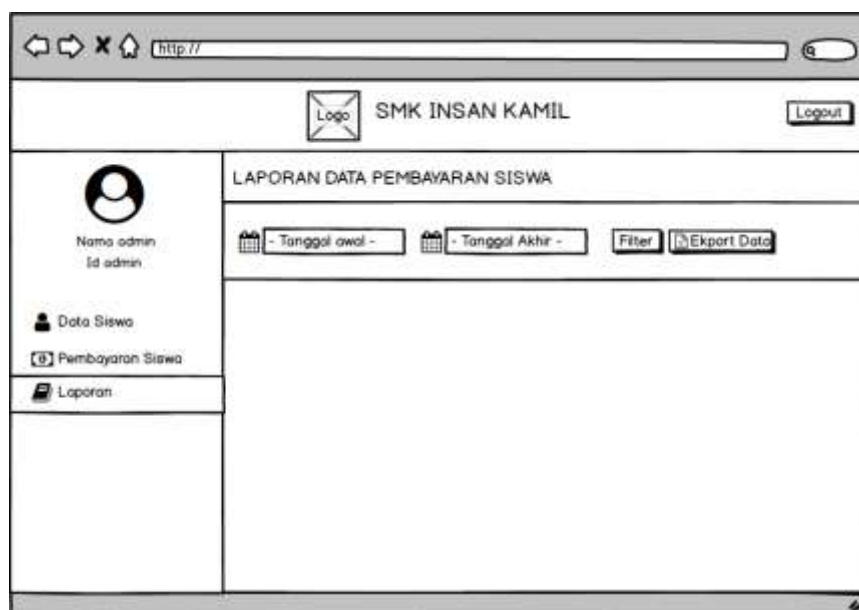 http://
Logo
SMK INSAN KAMIL
Logout
LAPORAN DATA PEMBAYARAN SISWA
Nama admin
Id admin
- Tanggal awal -
- Tanggal Akhir -
Filter
Ekport Data
Data Siswa
Pembayaran Siswa
Laporan